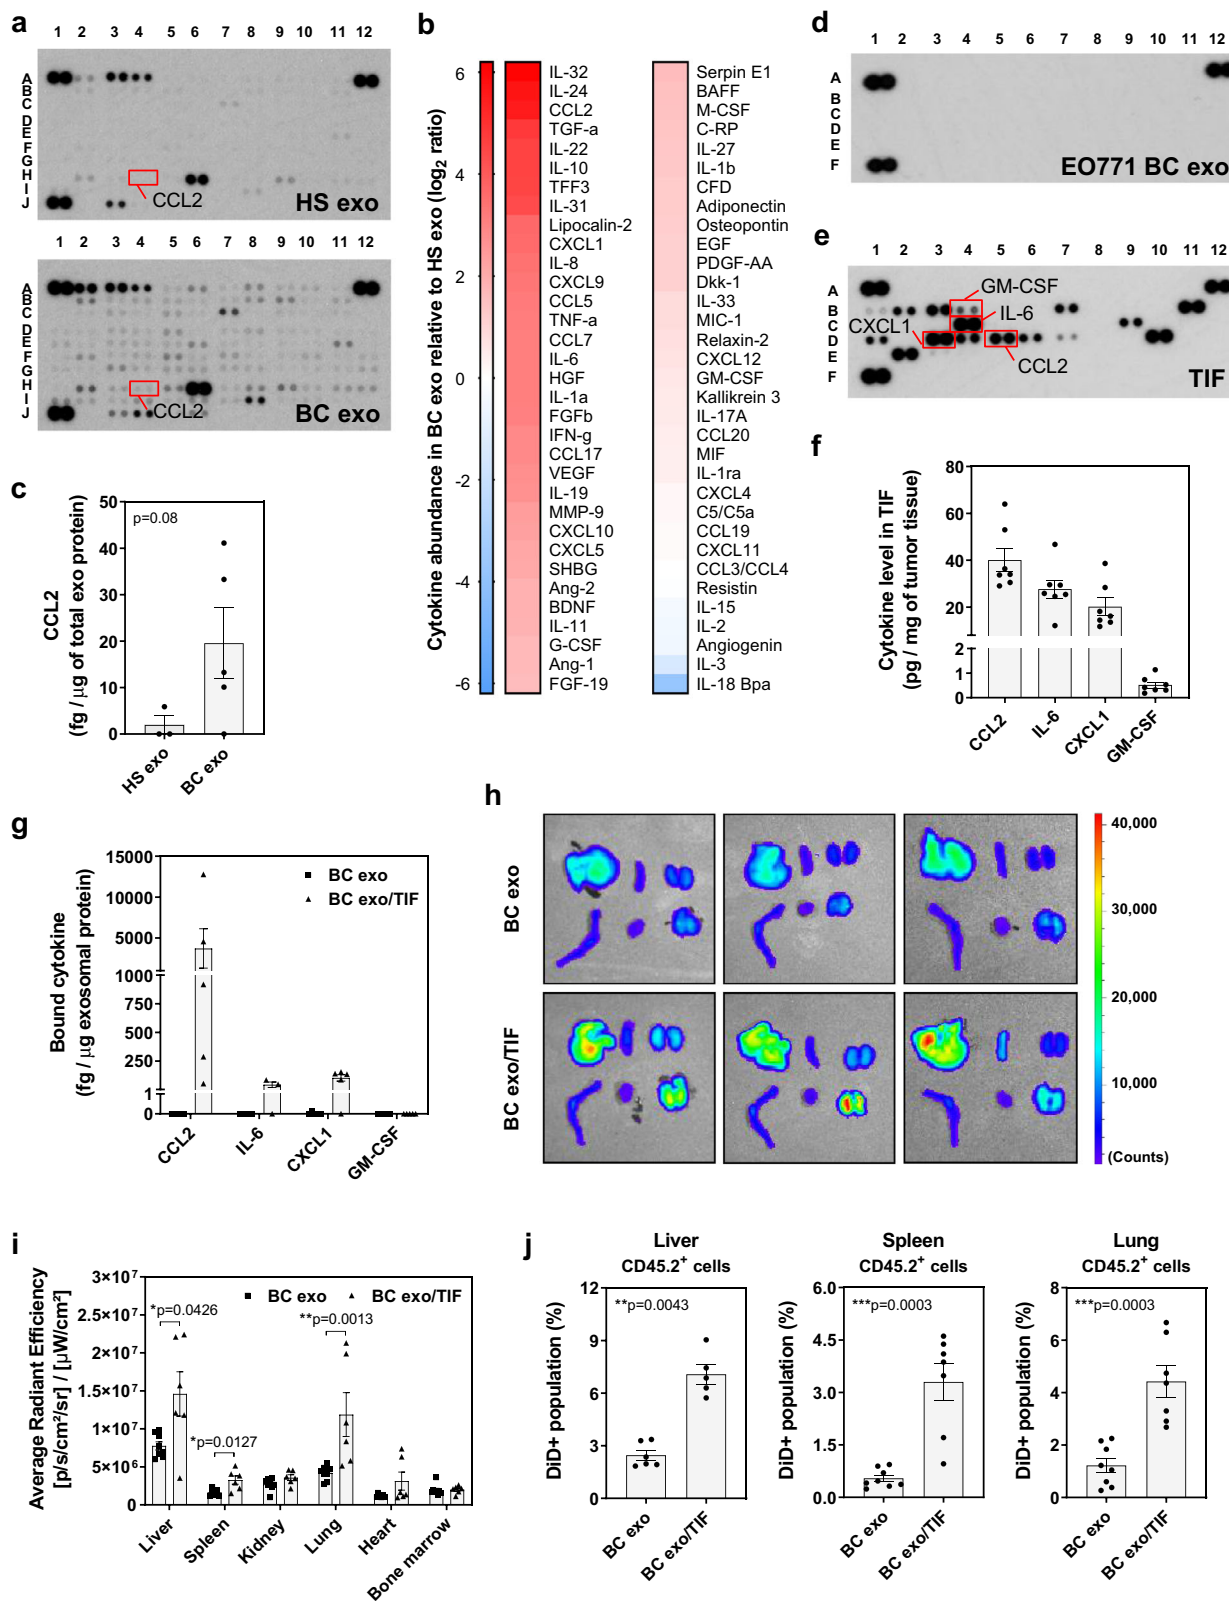 a
1 2 3 4 5 6 7 8 9 10 11 12
A
B
C
D
E
F
G
H
I
J
CCL2
HS exo
1 2 3 4 5 6 7 8 9 10 11 12
A
B
C
D
E
F
G
H
I
J
CCL2
BC exo
b
Cytokine abundance in BC exo relative to HS exo (log2 ratio)
6
4
2
0
-2
-4
-6
IL-32
IL-24
CCL2
TGF-a
IL-22
IL-10
TFF3
IL-31
Lipocalin-2
CXCL1
IL-8
CXCL9
CCL5
TNF-a
CCL7
IL-6
HGF
IL-1a
FGFb
IFN-g
CCL17
VEGF
IL-19
MMP-9
CXCL10
CXCL5
SHBG
Ang-2
BDNF
IL-11
G-CSF
Ang-1
FGF-19
Serpin E1
BAFF
M-CSF
C-RP
IL-27
IL-1b
CFD
Adiponectin
Osteopontin
EGF
PDGF-AA
Dkk-1
IL-33
MIC-1
Relaxin-2
CXCL12
GM-CSF
Kallikrein 3
IL-17A
CCL20
MIF
IL-1ra
CXCL4
C5/C5a
CCL19
CXCL11
CCL3/CCL4
Resistin
IL-15
IL-2
Angiogenin
IL-3
IL-18 Bpa
c
CCL2
(fg / μg of total exo protein)
50
40
30
20
10
0
p=0.08
HS exo
BC exo
d
1 2 3 4 5 6 7 8 9 10 11 12
A
B
C
D
E
F
EO771 BC exo
e
1 2 3 4 5 6 7 8 9 10 11 12
A
B
C
D
E
F
GM-CSF
IL-6
CXCL1
CCL2
TIF
f
Cytokine level in TIF
(pg / mg of tumor tissue)
80
60
40
20
2
1
0
CCL2
IL-6
CXCL1
GM-CSF
g
Bound cytokine
(fg / μg exosomal protein)
15000
10000
5000
1000
750
500
250
1
0
BC exo
BC exo/TIF
CCL2
IL-6
CXCL1
GM-CSF
h
BC exo
BC exo/TIF
40,000
30,000
20,000
10,000
(Counts)
i
Average Radiant Efficiency
[p/s/cm²/sr] / [μW/cm²]
3×10⁷
2.5×10⁷
2×10⁷
1.5×10⁷
1×10⁷
5×10⁶
0
BC exo
BC exo/TIF
*p=0.0426
*p=0.0127
**p=0.0013
Liver
Spleen
Kidney
Lung
Heart
Bone marrow
j
Liver
CD45.2⁺ cells
DiD+ population (%)
12
9
6
3
0
**p=0.0043
BC exo
BC exo/TIF
Spleen
CD45.2⁺ cells
DiD+ population (%)
6.0
4.5
3.0
1.5
0.0
***p=0.0003
BC exo
BC exo/TIF
Lung
CD45.2⁺ cells
DiD+ population (%)
8
6
4
2
0
***p=0.0003
BC exo
BC exo/TIF